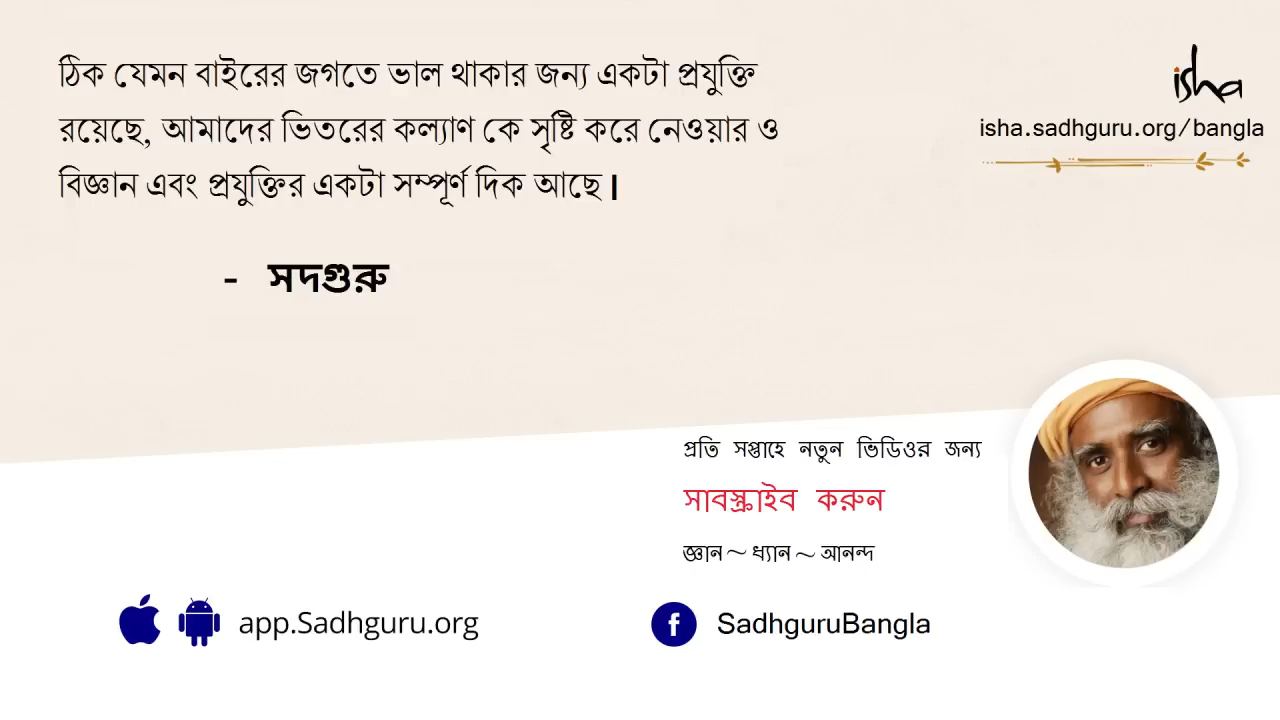 ঠিক যেমন বাইরের জগতে ভাল থাকার জন্য একটা প্রযুক্তি
রয়েছে, আমাদের ভিতরের কল্যাণ কে সৃষ্টি করে নেওয়ার ও
বিজ্ঞান এবং প্রযুক্তির একটা সম্পূর্ণ দিক আছে।
- সদগুরু
isha
isha.sadhguru.org/bangla
প্রতি সপ্তাহে নতুন ভিডিওর জন্য
সাবস্ক্রাইব করুন
জ্ঞান ~ ধ্যান ~ আনন্দ
app.Sadhguru.org
f SadhguruBangla